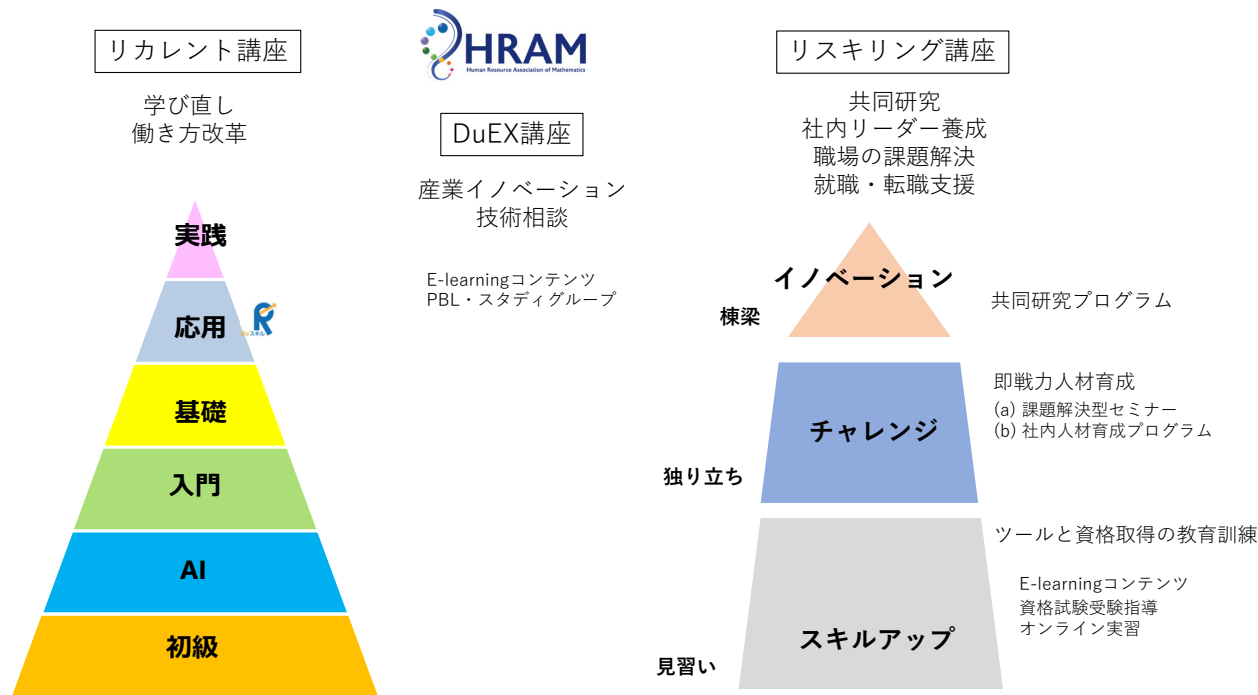 リカレント講座
学び直し
働き方改革
実践
応用
基礎
入門
AI
初級
HRAM
Human Resource Association of Mathematics
DuEX講座
産業イノベーション
技術相談
E-learningコンテンツ
PBL・スタディグループ
リスキリング講座
共同研究
社内リーダー養成
職場の課題解決
就職・転職支援
イノベーション
棟梁
共同研究プログラム
チャレンジ
独り立ち
即戦力人材育成
(a) 課題解決型セミナー
(b) 社内人材育成プログラム
スキルアップ
見習い
ツールと資格取得の教育訓練
E-learningコンテンツ
資格試験受験指導
オンライン実習